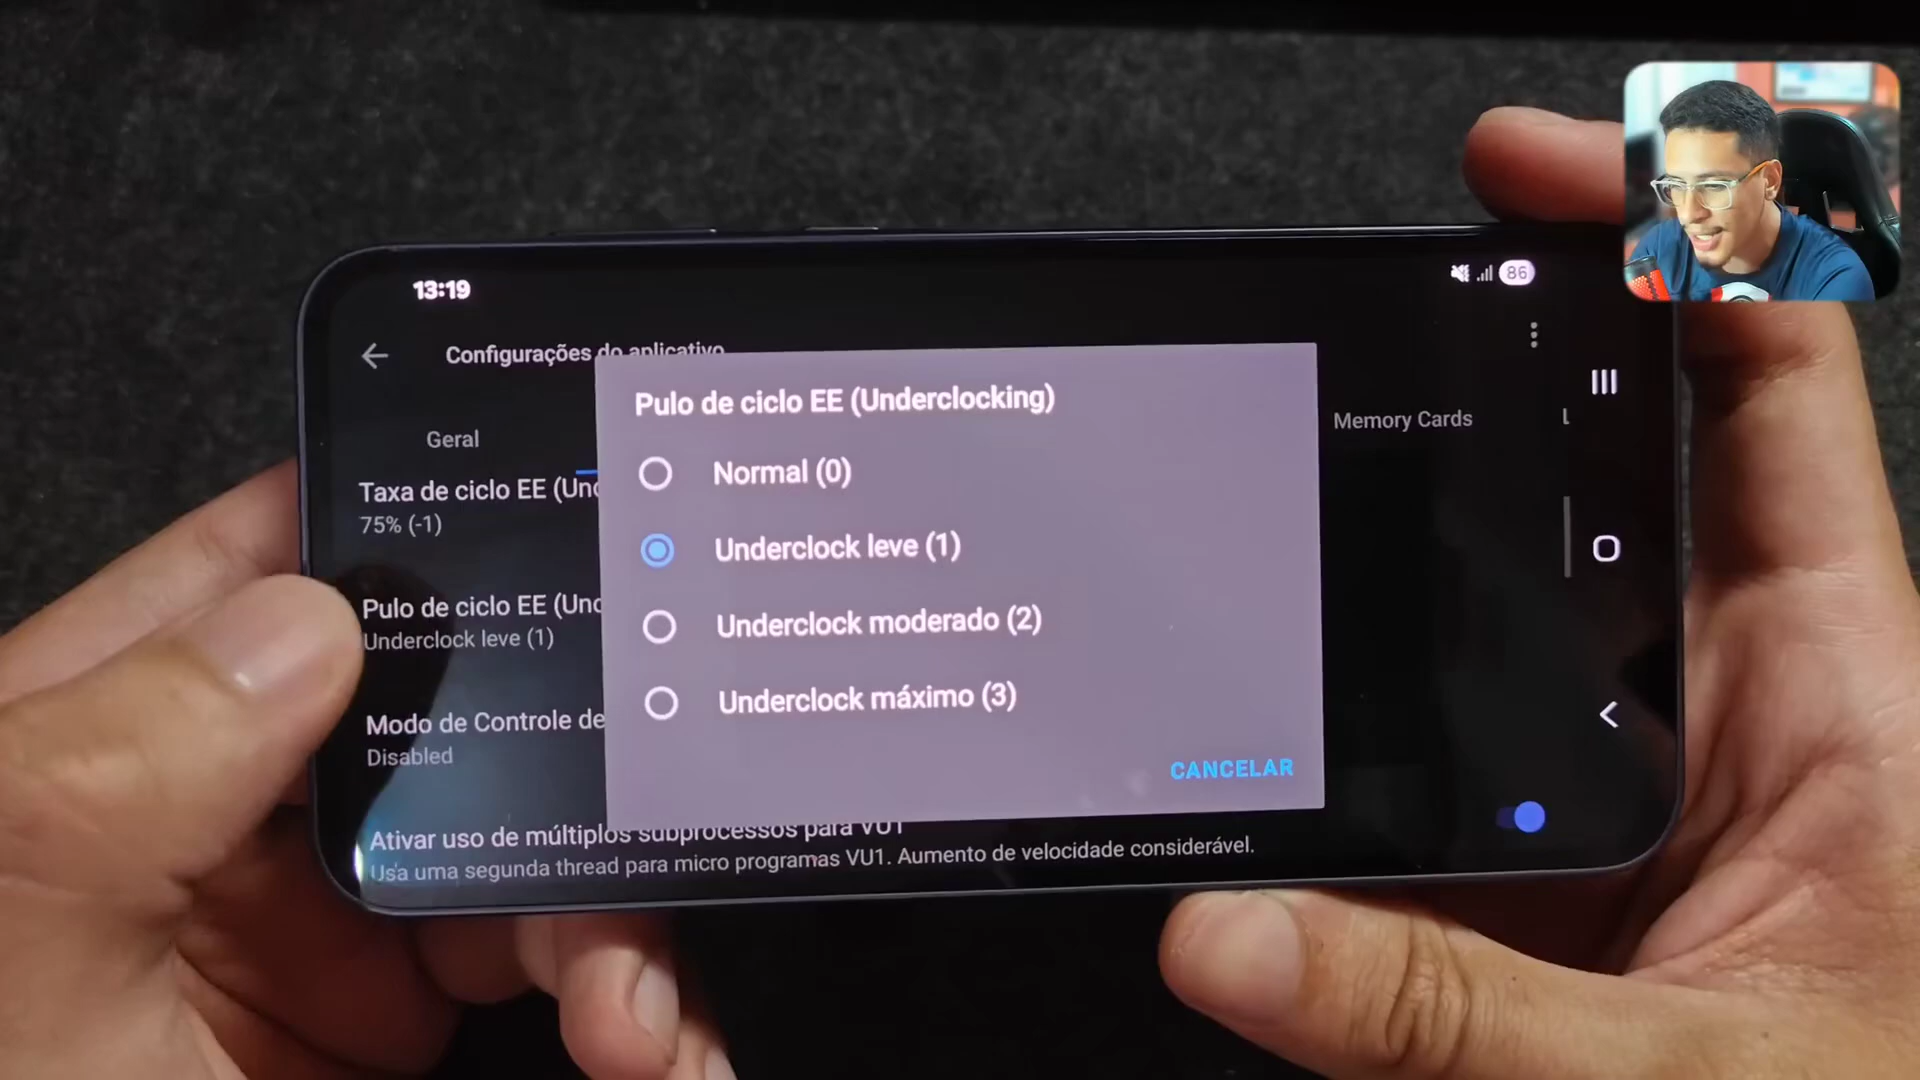 13:19
86
Configurações do aplicativo
Geral
Memory Cards
L
Taxa de ciclo EE (Und
75% (-1)
Pulo de ciclo EE (Und
Underclock leve (1)
Modo de Controle de
Disabled
Ativar uso de múltiplos subprocessos para VU1
Usa uma segunda thread para micro programas VU1. Aumento de velocidade considerável.
Pulo de ciclo EE (Underclocking)
Normal (0)
Underclock leve (1)
Underclock moderado (2)
Underclock máximo (3)
CANCELAR